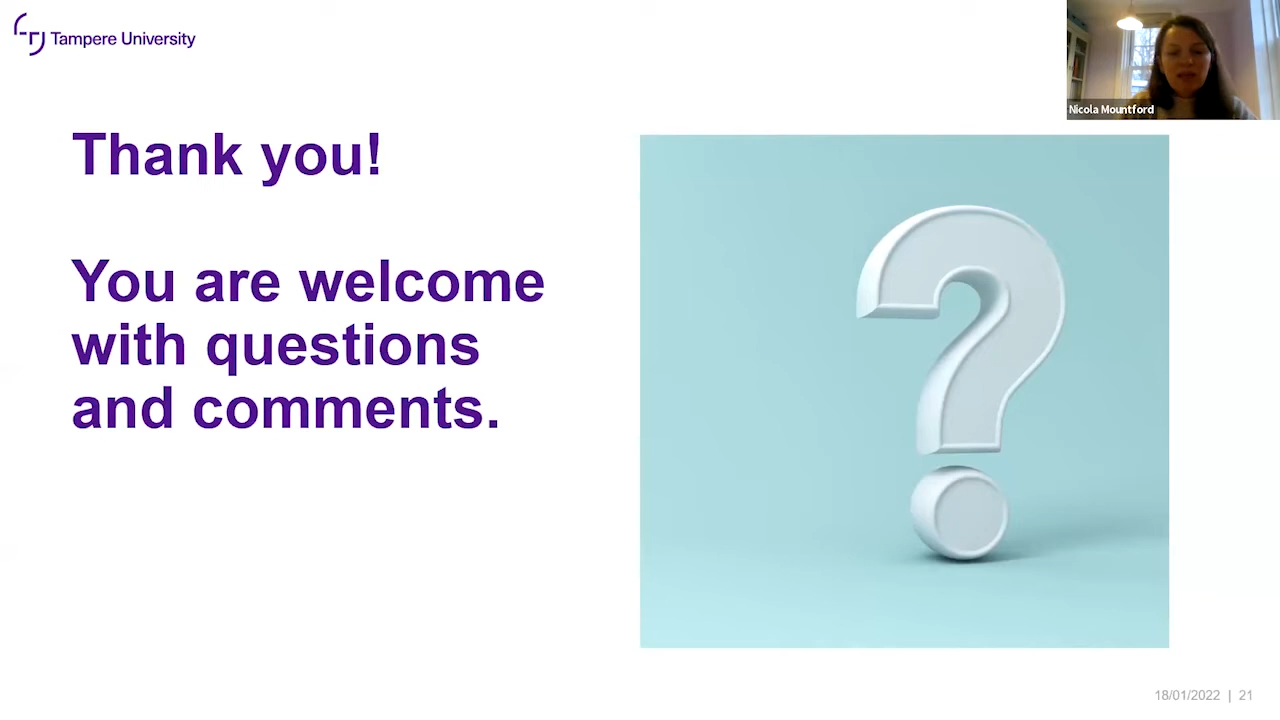 Tampere University
Nicola Mountford
Thank you!
You are welcome
with questions
and comments.
18/01/2022 | 21